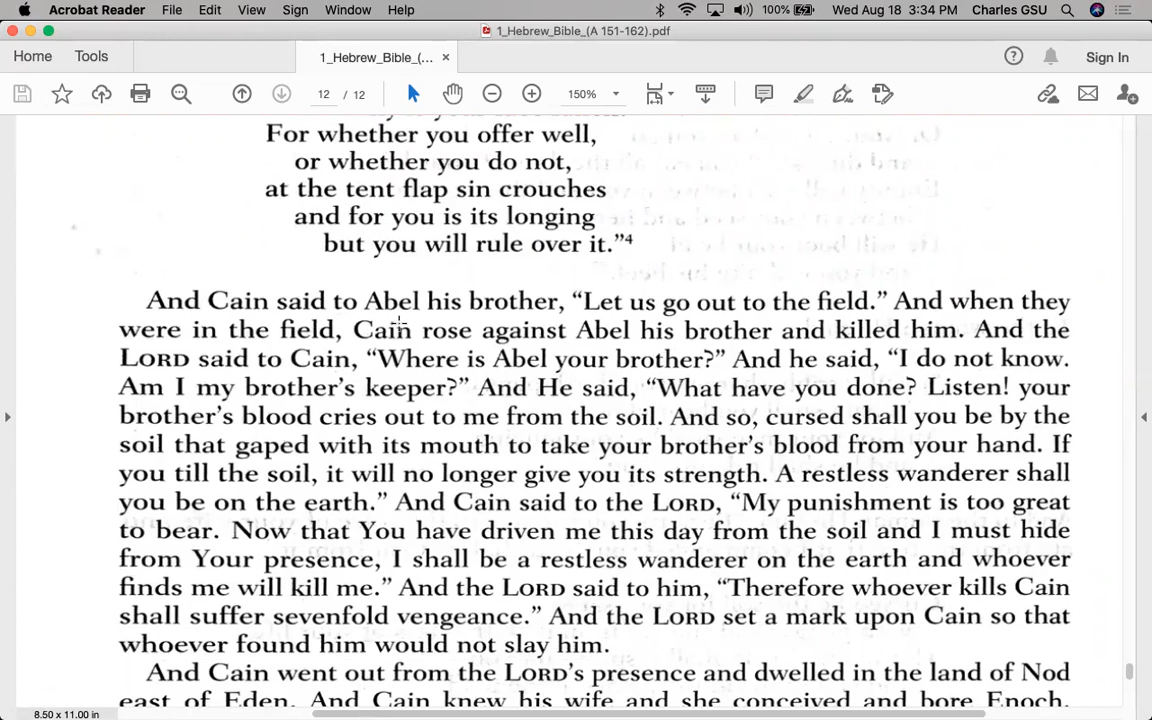 Acrobat Reader File Edit View Sign Window Help 100% Wed Aug 18 3:34 PM Charles GSU
1_Hebrew_Bible_(A 151-162).pdf
Home Tools 1_Hebrew_Bible_(... × Sign In
12 / 12 150%
For whether you offer well,
or whether you do not,
at the tent flap sin crouches
and for you is its longing
but you will rule over it.”⁴
And Cain said to Abel his brother, “Let us go out to the field.” And when they
were in the field, Cain rose against Abel his brother and killed him. And the
LORD said to Cain, “Where is Abel your brother?” And he said, “I do not know.
Am I my brother’s keeper?” And He said, “What have you done? Listen! your
brother’s blood cries out to me from the soil. And so, cursed shall you be by the
soil that gaped with its mouth to take your brother’s blood from your hand. If
you till the soil, it will no longer give you its strength. A restless wanderer shall
you be on the earth.” And Cain said to the LORD, “My punishment is too great
to bear. Now that You have driven me this day from the soil and I must hide
from Your presence, I shall be a restless wanderer on the earth and whoever
finds me will kill me.” And the LORD said to him, “Therefore whoever kills Cain
shall suffer sevenfold vengeance.” And the LORD set a mark upon Cain so that
whoever found him would not slay him.
And Cain went out from the LORD’s presence and dwelled in the land of Nod
east of Eden. And Cain knew his wife and she conceived and bore Enoch.
8.50 x 11.00 in